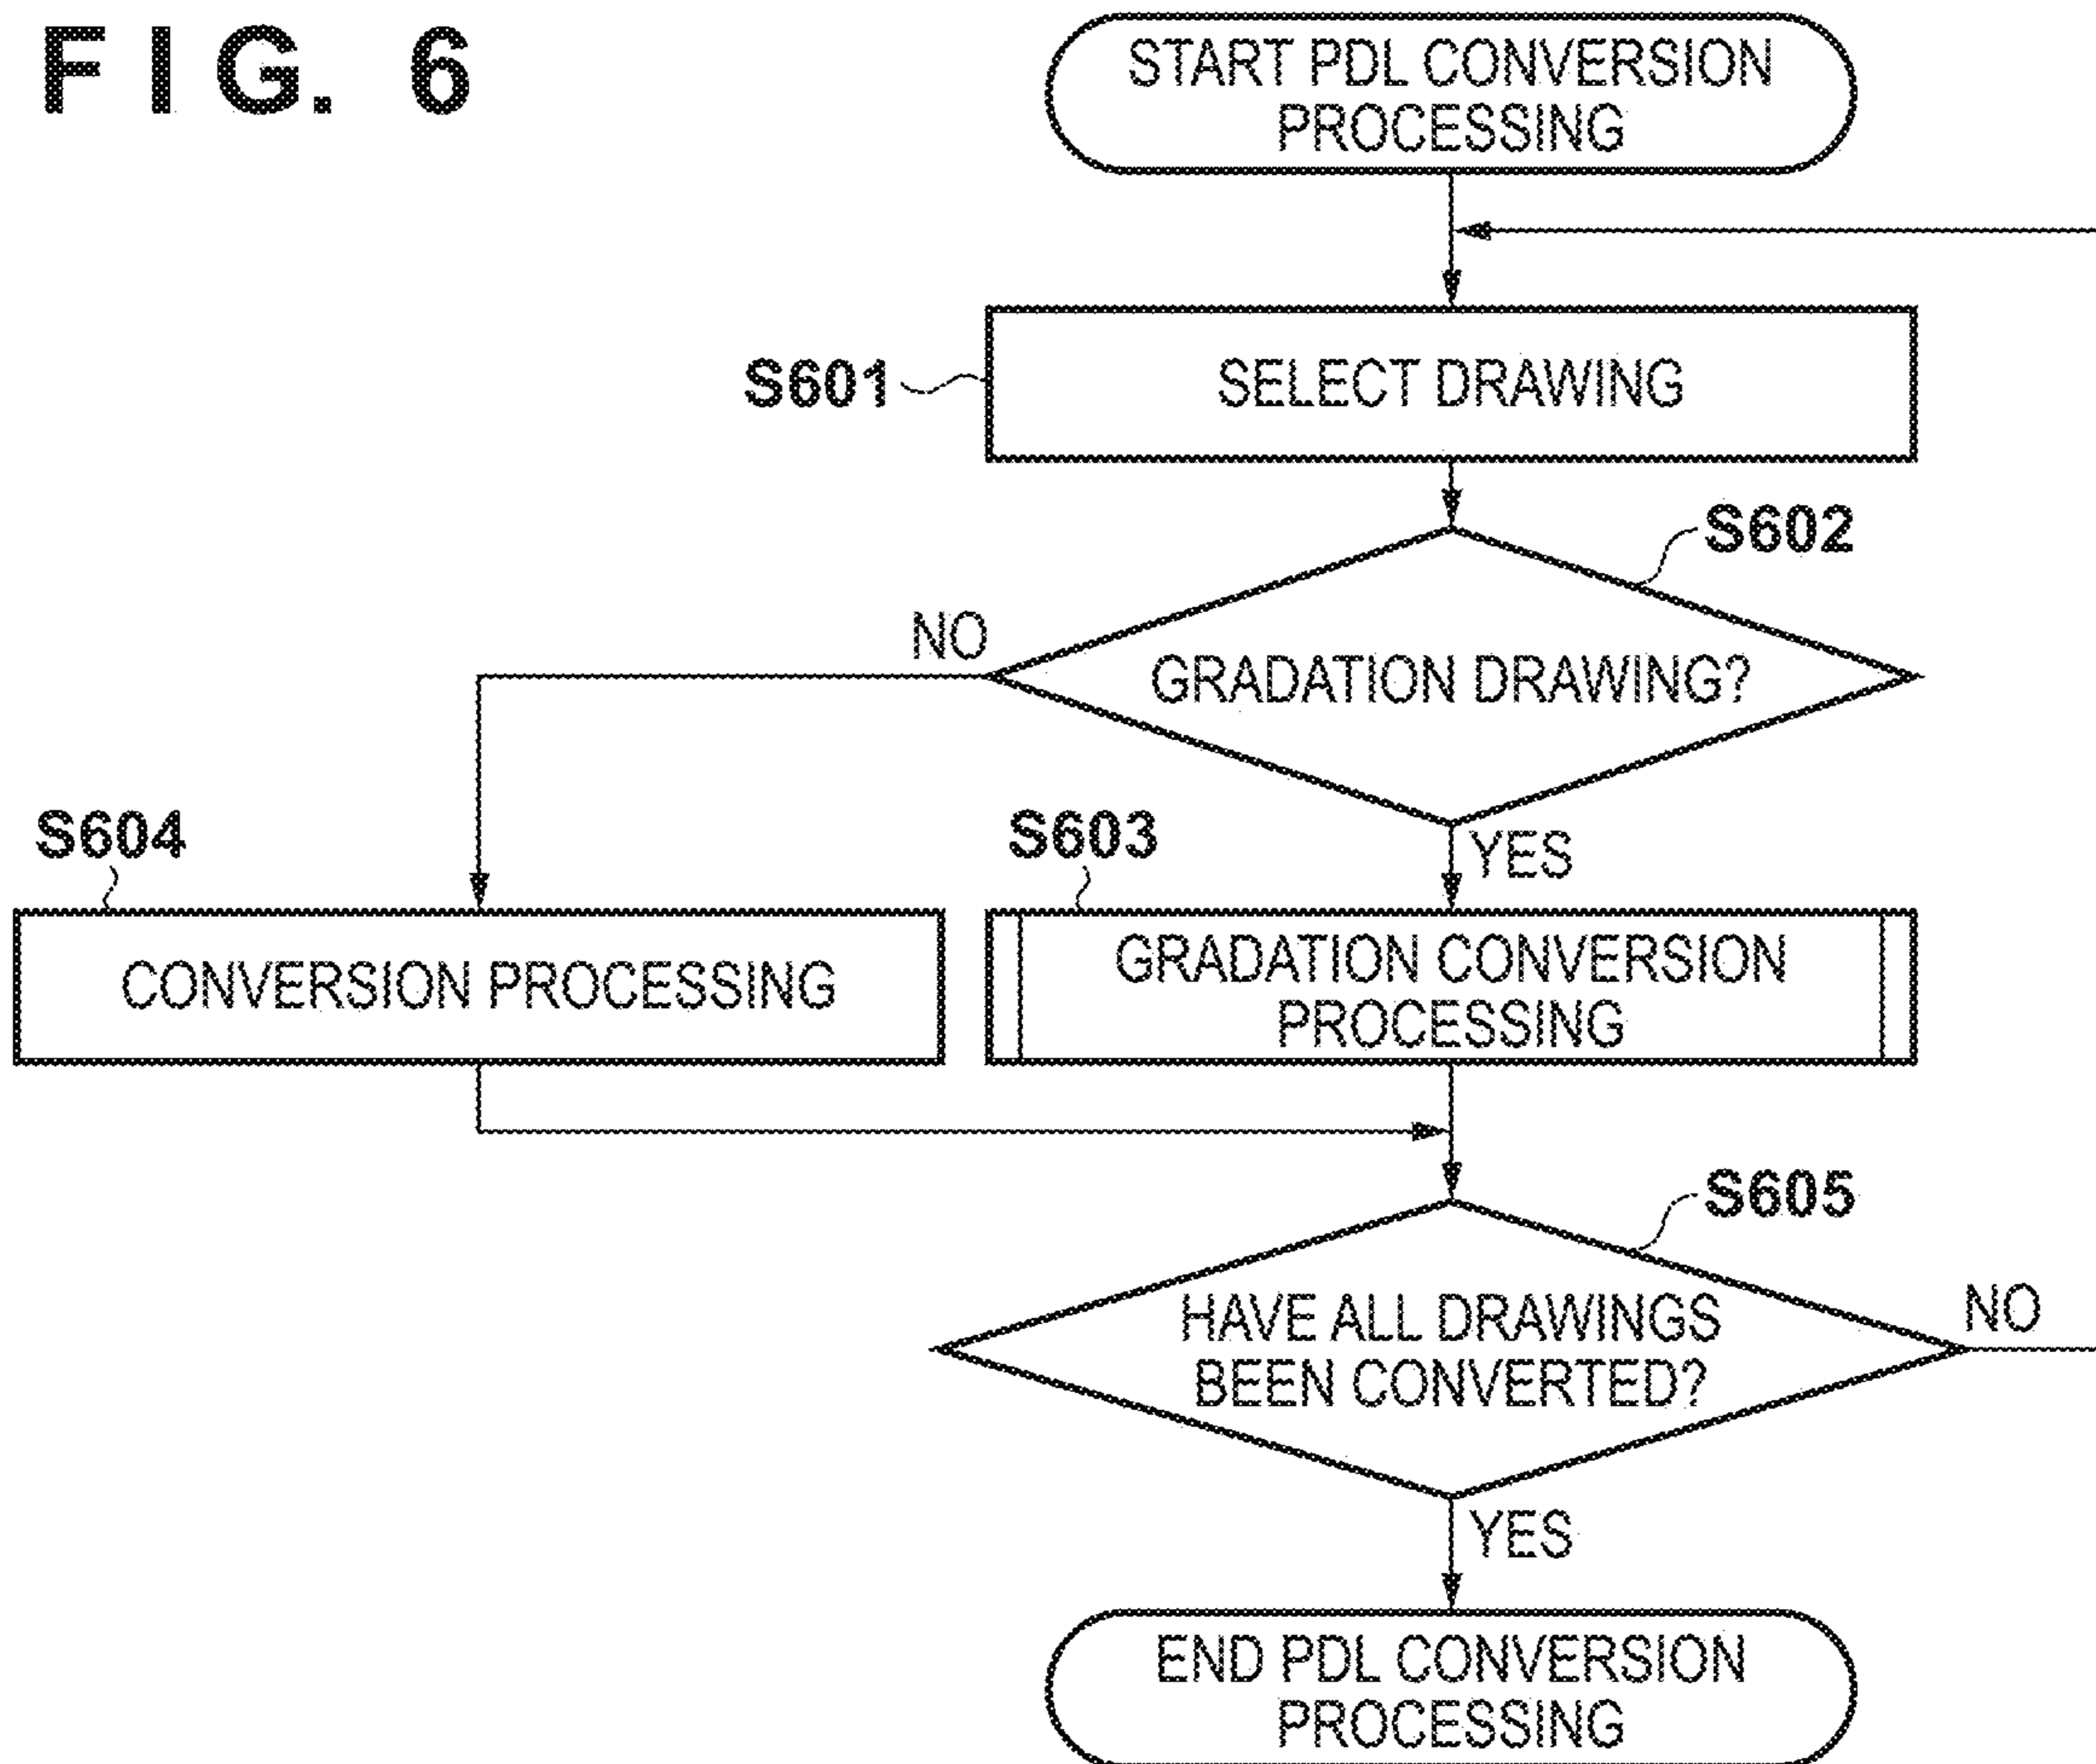 FIG. 6
START PDL CONVERSION
PROCESSING
S601
SELECT DRAWING
S602
NO
GRADATION DRAWING?
YES
S604
S603
CONVERSION PROCESSING
GRADATION CONVERSION
PROCESSING
S605
HAVE ALL DRAWINGS
BEEN CONVERTED?
NO
YES
END PDL CONVERSION
PROCESSING